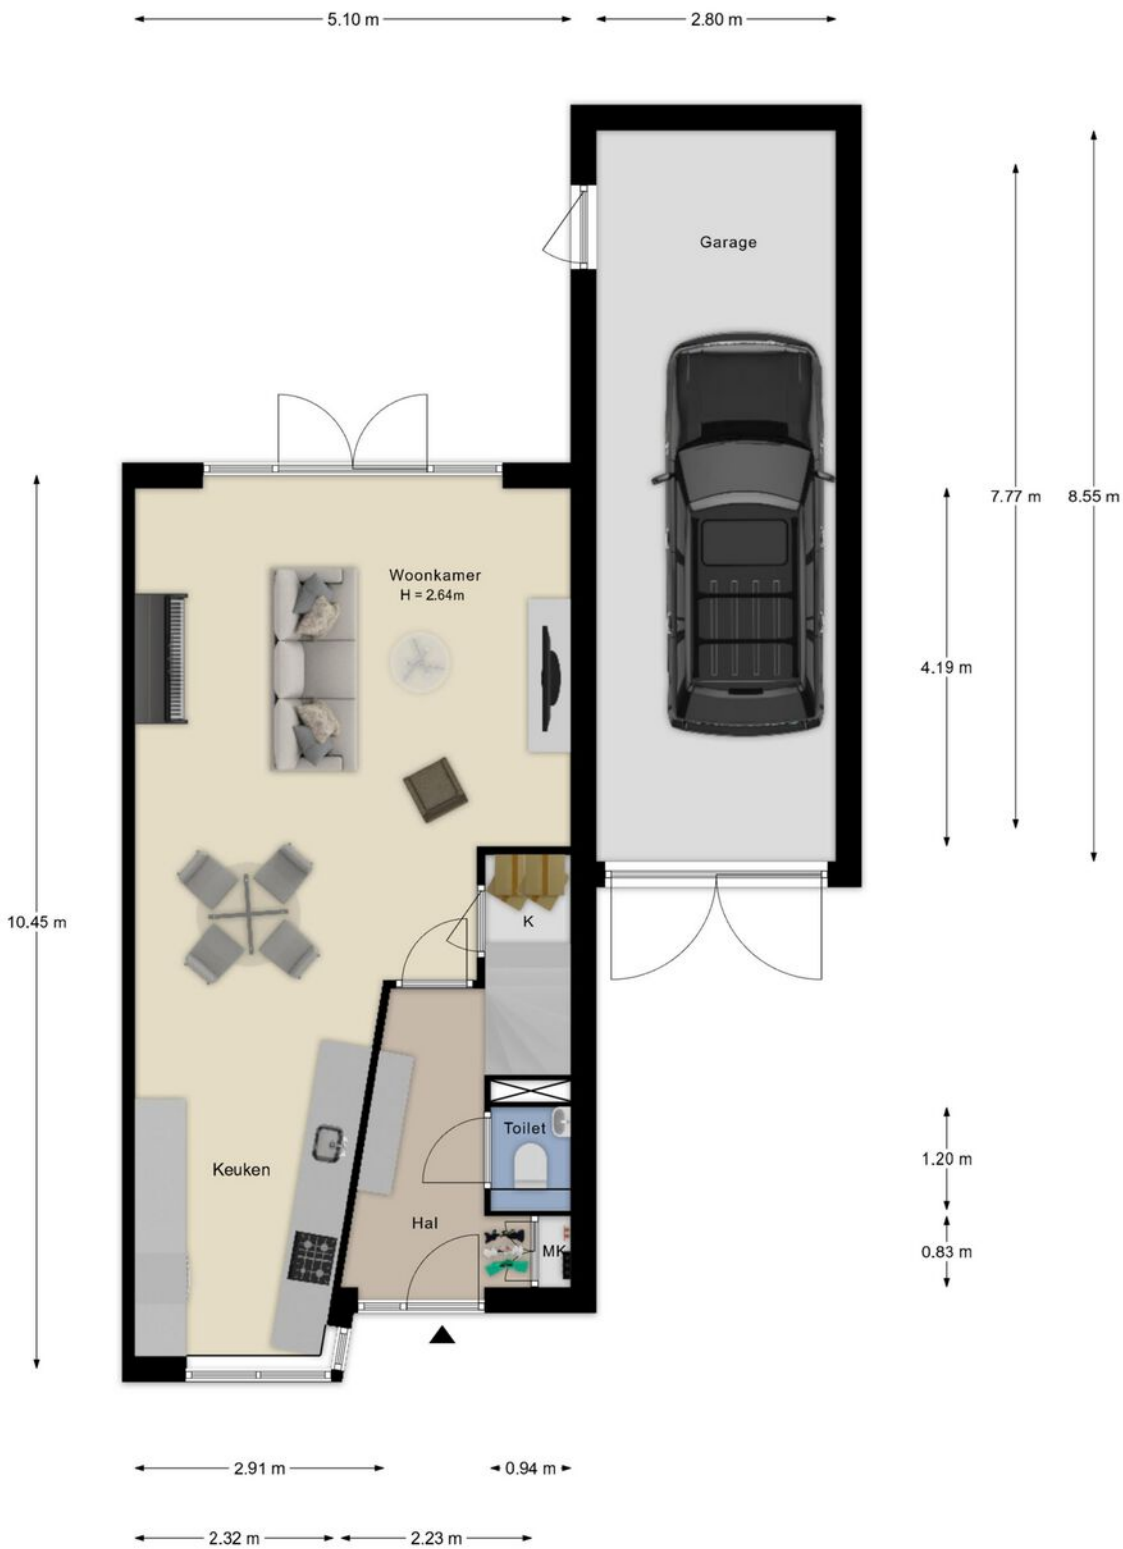 5.10 m
2.80 m
Garage
7.77 m
8.55 m
Woonkamer
H = 2.64m
4.19 m
10.45 m
K
Toilet
1.20 m
Keuken
Hal
MK
0.83 m
2.91 m
0.94 m
2.32 m
2.23 m